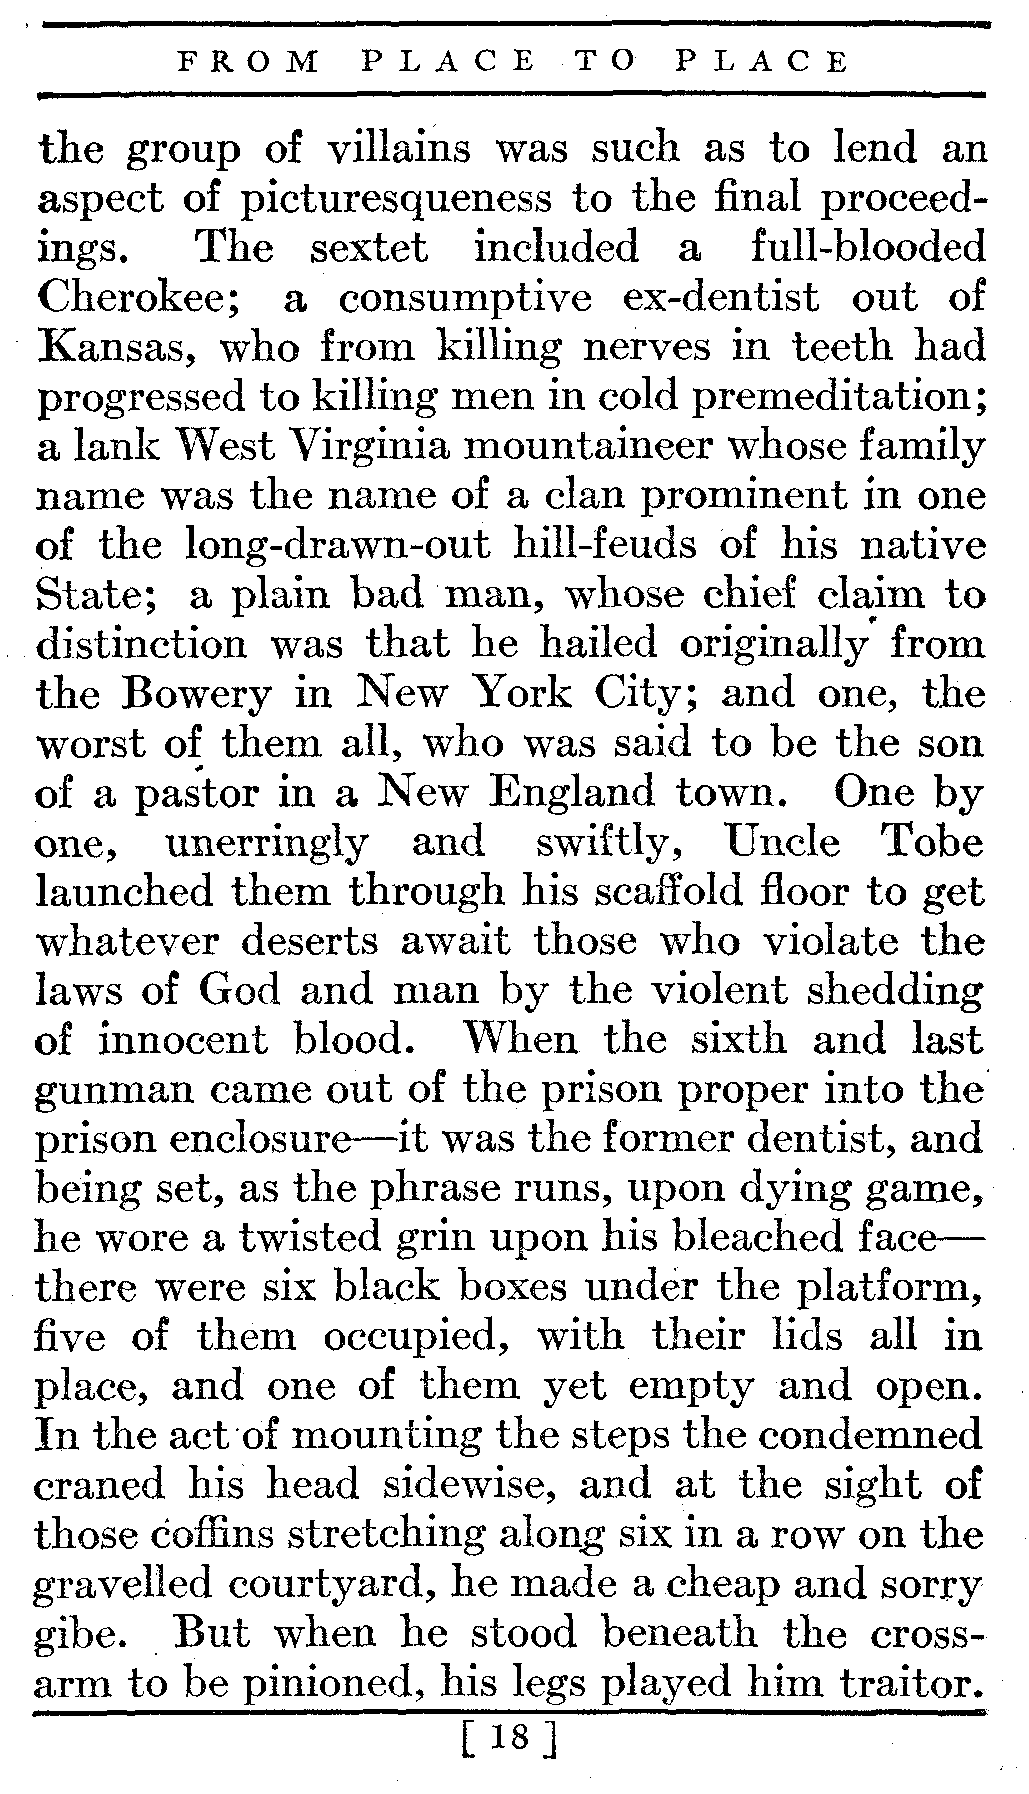 FROM PLACE TO PLACE
the group of villains was such as to lend an
aspect of picturesqueness to the final proceed-
ings. The sextet included a full-blooded
Cherokee; a consumptive ex-dentist out of
Kansas, who from killing nerves in teeth had
progressed to killing men in cold premeditation;
a lank West Virginia mountaineer whose family
name was the name of a clan prominent in one
of the long-drawn-out hill-feuds of his native
State; a plain bad man, whose chief claim to
distinction was that he hailed originally from
the Bowery in New York City; and one, the
worst of them all, who was said to be the son
of a pastor in a New England town. One by
one, unerringly and swiftly, Uncle Tobe
launched them through his scaffold floor to get
whatever deserts await those who violate the
laws of God and man by the violent shedding
of innocent blood. When the sixth and last
gunman came out of the prison proper into the
prison enclosure—it was the former dentist, and
being set, as the phrase runs, upon dying game,
he wore a twisted grin upon his bleached face—
there were six black boxes under the platform,
five of them occupied, with their lids all in
place, and one of them yet empty and open.
In the act of mounting the steps the condemned
craned his head sidewise, and at the sight of
those coffins stretching along six in a row on the
gravelled courtyard, he made a cheap and sorry
gibe. But when he stood beneath the cross-
arm to be pinioned, his legs played him traitor.
[ 18 ]